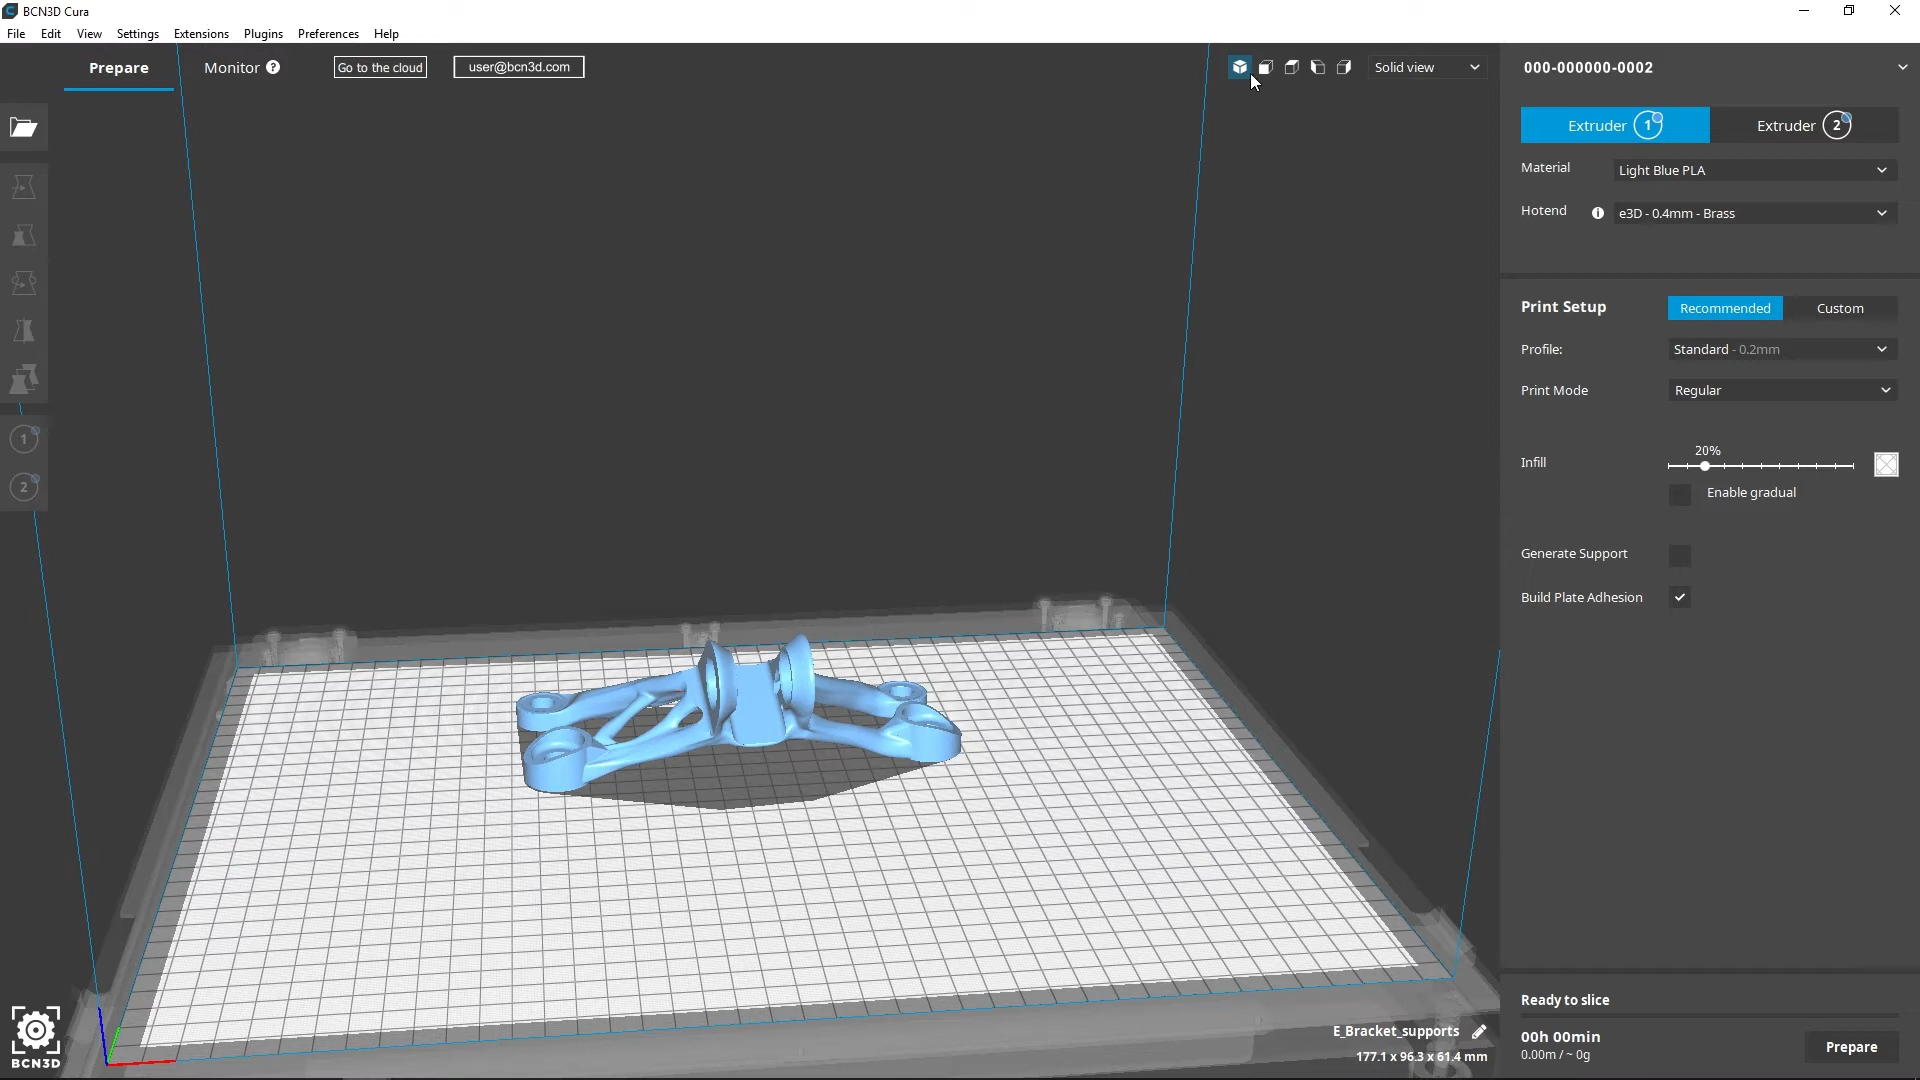 BCN3D Cura
File Edit View Settings Extensions Plugins Preferences Help
Prepare Monitor ? Go to the cloud user@bcn3d.com Solid view
000-000000-0002
Extruder 1 Extruder 2
Material Light Blue PLA
Hotend i e3D - 0.4mm - Brass
Print Setup Recommended Custom
Profile: Standard - 0.2mm
Print Mode Regular
20%
Infill
Enable gradual
Generate Support
Build Plate Adhesion
1
2
Ready to slice
00h 00min
0.00m / ~ 0g
Prepare
E_Bracket_supports
177.1 x 96.3 x 61.4 mm
BCN3D